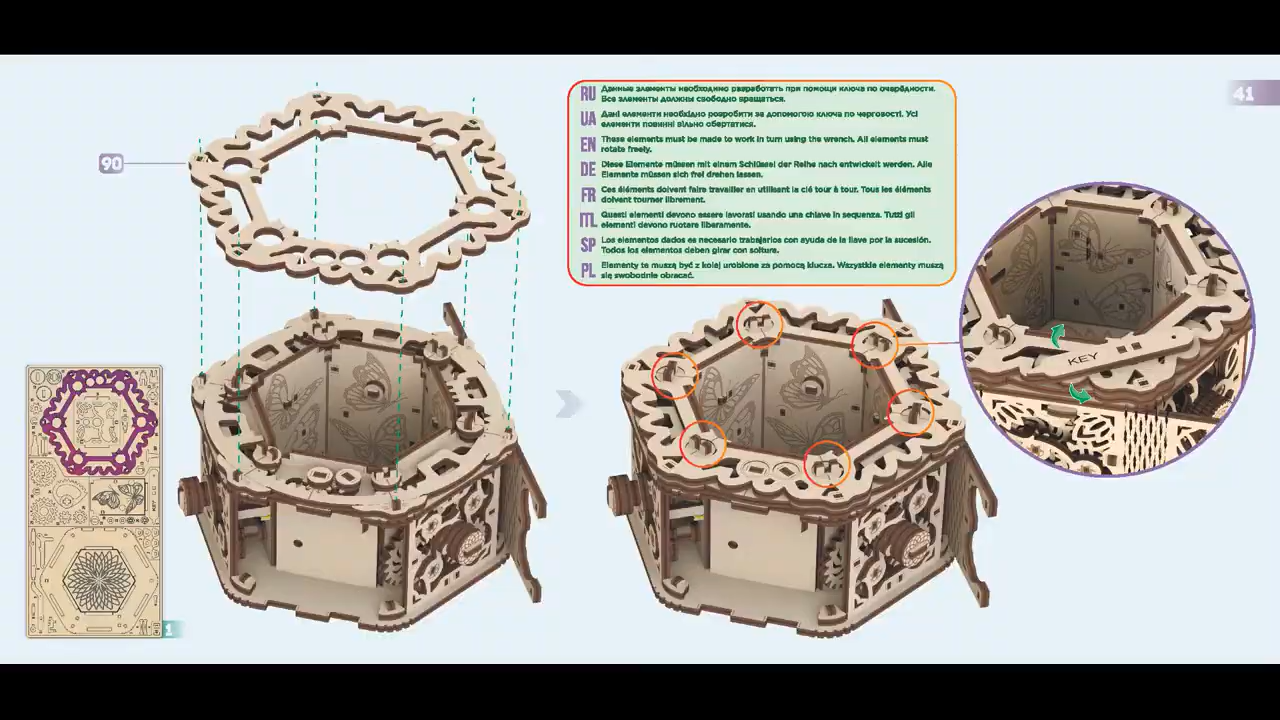 RU Данные элементы необходимо разработать при помощи ключа по очерёдности.
Все элементы должны свободно вращаться.
41
UA Дані елементи необхідно розробити за допомогою ключа по черговості. Усі
елементи повинні вільно обертатися.
EN These elements must be made to work in turn using the wrench. All elements must
rotate freely.
90
DE Diese Elemente müssen mit einem Schlüssel der Reihe nach entwickelt werden. Alle
Elemente müssen sich frei drehen lassen.
FR Ces éléments doivent faire travailler en utilisant la clé tour à tour. Tous les éléments
doivent tourner librement.
ITL Questi elementi devono essere lavorati usando una chiave in sequenza. Tutti gli
elementi devono ruotare liberamente.
SP Los elementos dados es necesario trabajarlos con ayuda de la llave por la sucesión.
Todos los elementos deben girar con soltura.
PL Elementy te muszą być z kolej urobione za pomocą klucza. Wszystkie elementy muszą
się swobodnie obracać.
KEY
1